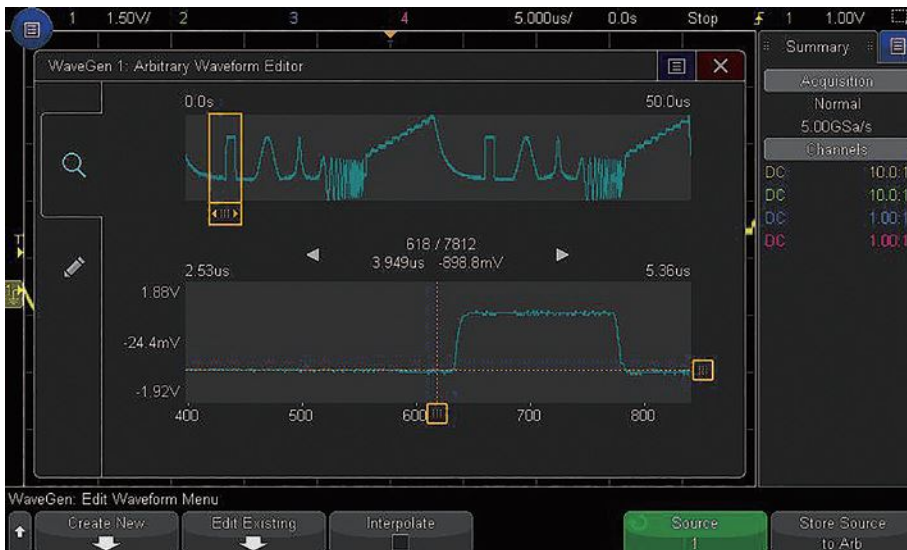 1 1.50V/ 2 3 4 5.000us/ 0.0s Stop 1 1.00V
Summary
WaveGen 1: Arbitrary Waveform Editor
Acquisition
Normal
5.00GSa/s
Channels
DC 10.0:1
DC 10.0:1
DC 1.00:1
DC 1.00:1
0.0s 50.0us
618 / 7812
3.949us -898.8mV
2.53us 5.36us
1.88V
-24.4mV
-1.92V
400 500 600 700 800
WaveGen: Edit Waveform Menu
Create New Edit Existing Interpolate Source Store Source
1 to Arb